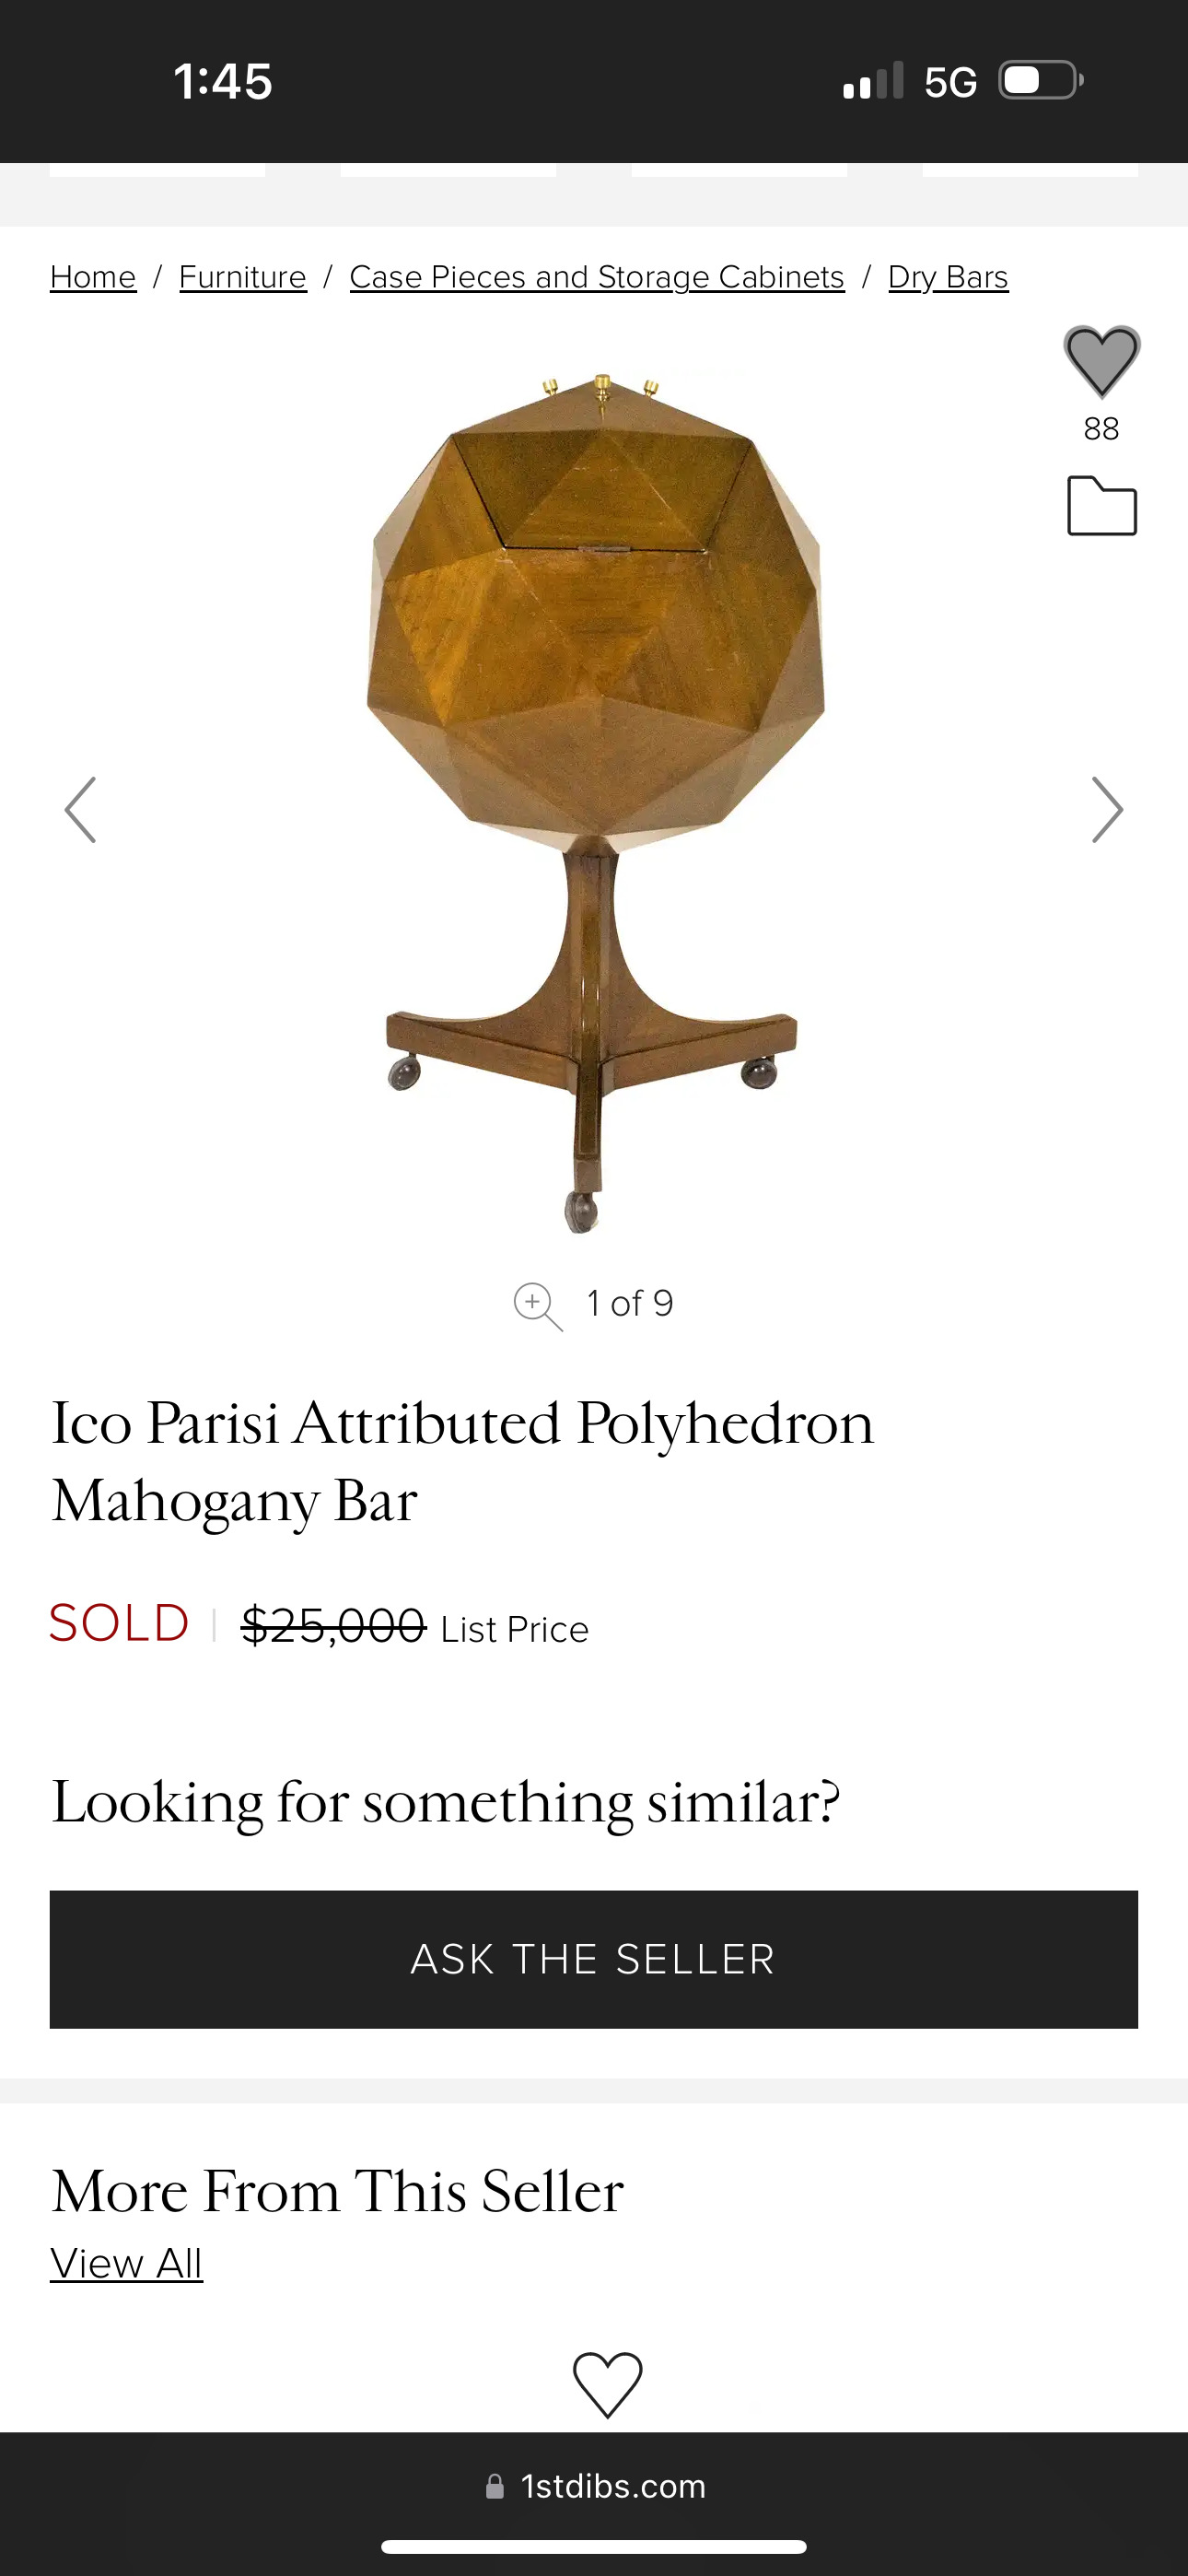 1:45 5G
Home / Furniture / Case Pieces and Storage Cabinets / Dry Bars
88
1 of 9
Ico Parisi Attributed Polyhedron
Mahogany Bar
SOLD | $25,000 List Price
Looking for something similar?
ASK THE SELLER
More From This Seller
View All
1stdibs.com